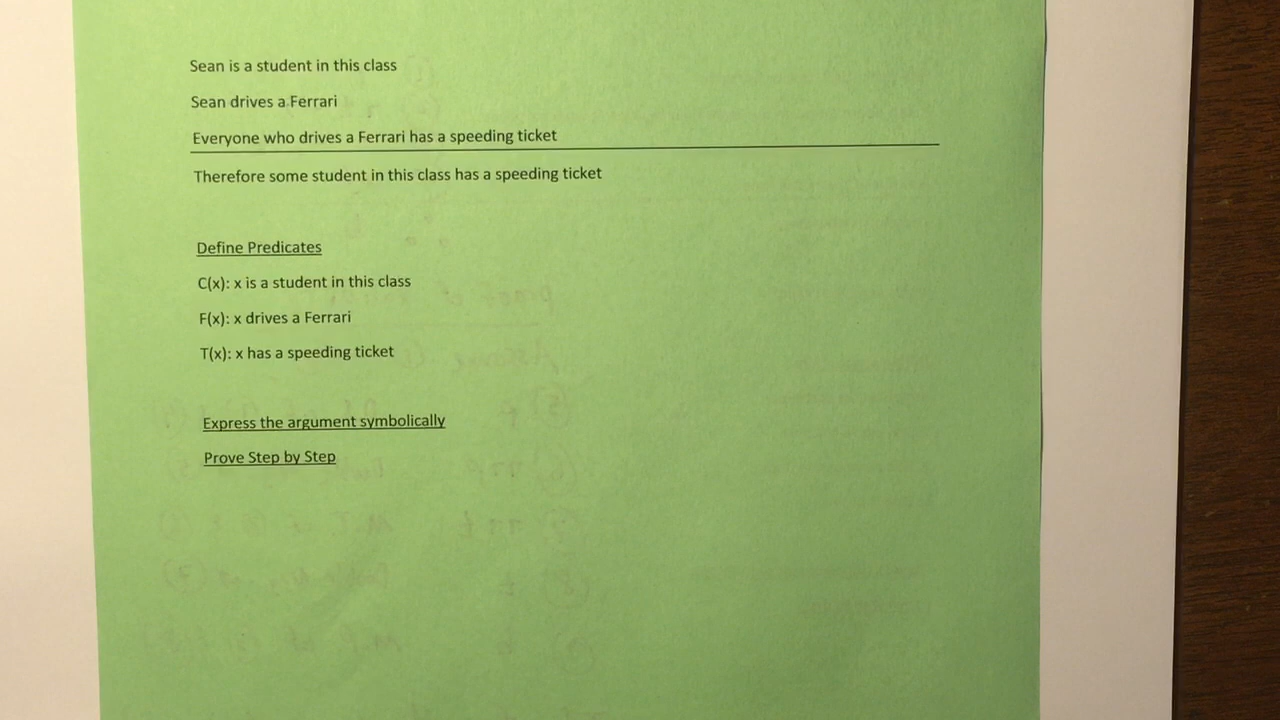 Sean is a student in this class
Sean drives a Ferrari
Everyone who drives a Ferrari has a speeding ticket
Therefore some student in this class has a speeding ticket
Define Predicates
C(x): x is a student in this class
F(x): x drives a Ferrari
T(x): x has a speeding ticket
Express the argument symbolically
Prove Step by Step